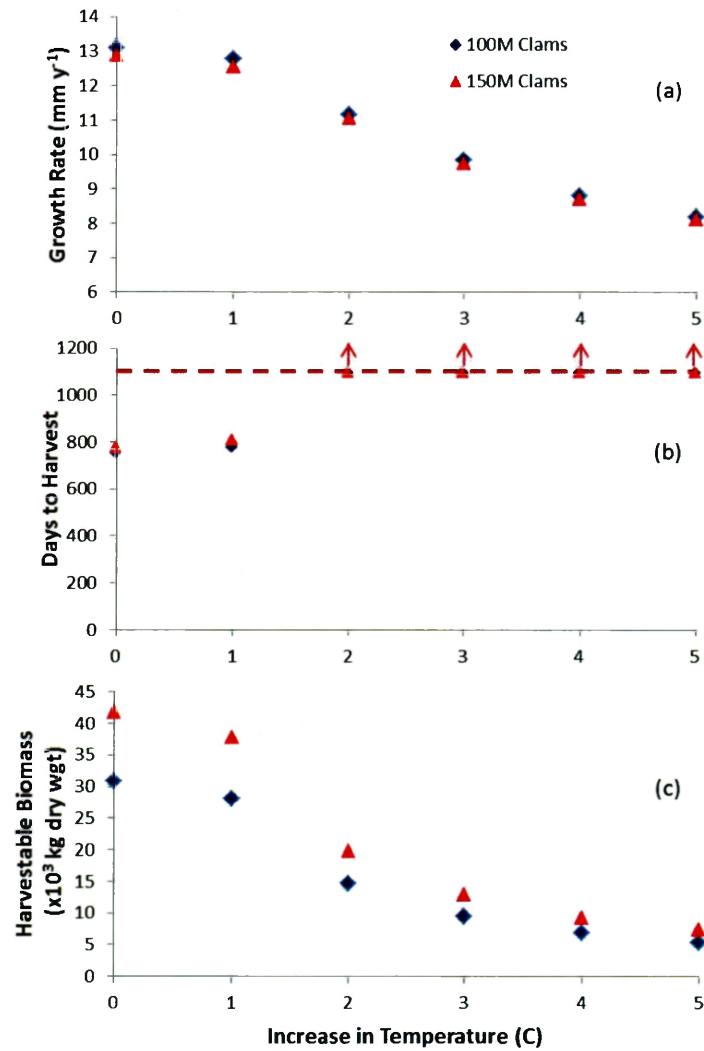 14
13
12
11
10
9
8
7
6
Growth Rate (mm y⁻¹)
100M Clams
150M Clams
(a)
0 1 2 3 4 5
1200
1000
800
600
400
200
0
Days to Harvest
(b)
0 1 2 3 4 5
45
40
35
30
25
20
15
10
5
0
Harvestable Biomass
(x10³ kg dry wgt)
(c)
0 1 2 3 4 5
Increase in Temperature (C)